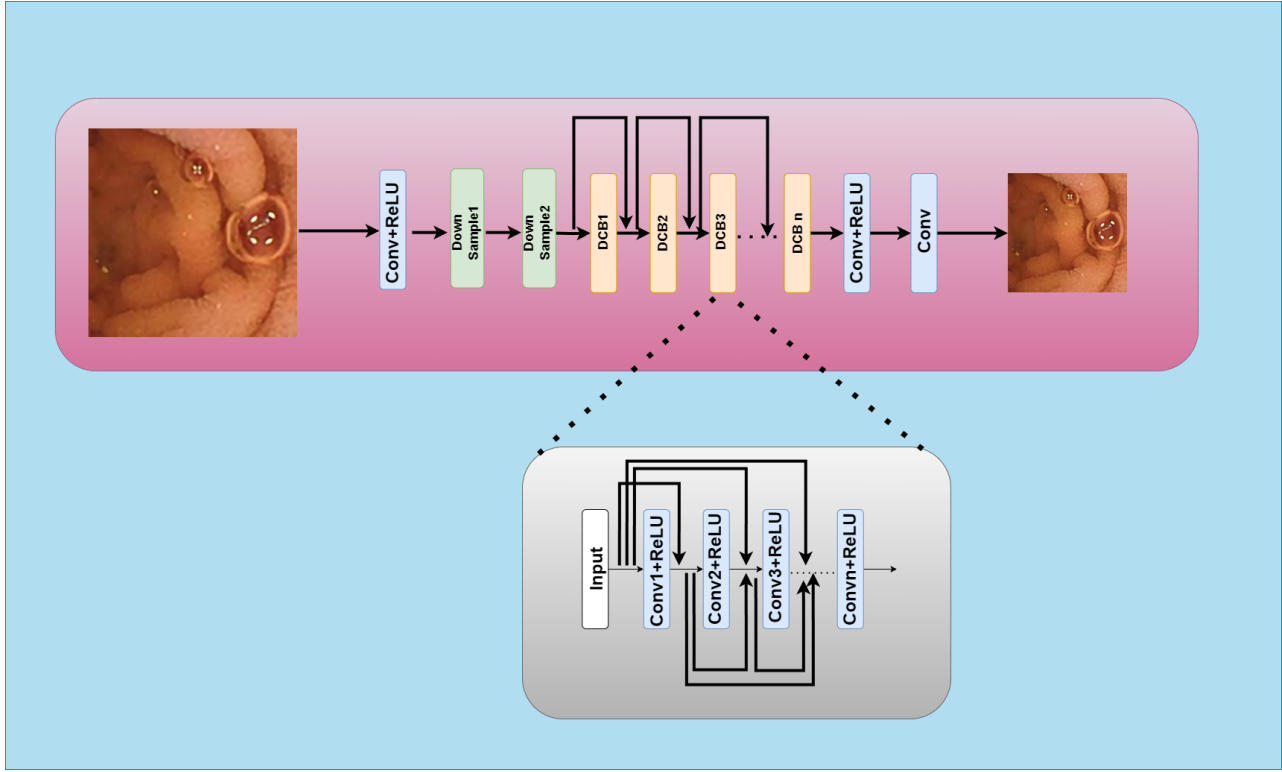 Conv+ReLU
Down
Sample1
Down
Sample2
DCB1
DCB2
DCB3
DCB n
Conv+ReLU
Conv
Input
Conv1+ReLU
Conv2+ReLU
Conv3+ReLU
Convn+ReLU